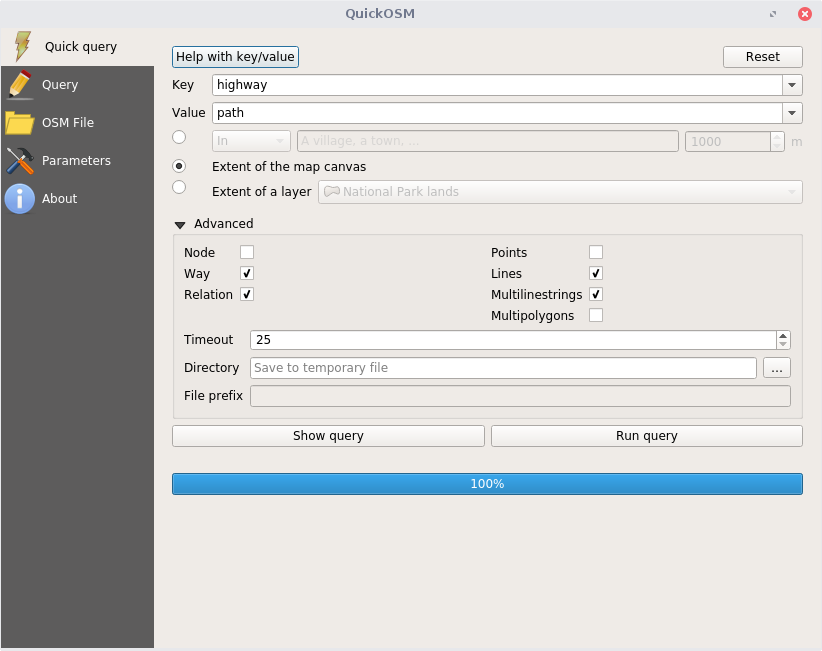 QuickOSM
Quick query
Query
OSM File
Parameters
About
Help with key/value
Reset
Key highway
Value path
In A village, a town, ... 1000 m
Extent of the map canvas
Extent of a layer National Park lands
Advanced
Node Points
Way Lines
Relation Multilinestrings
Multipolygons
Timeout 25
Directory Save to temporary file ...
File prefix
Show query Run query
100%